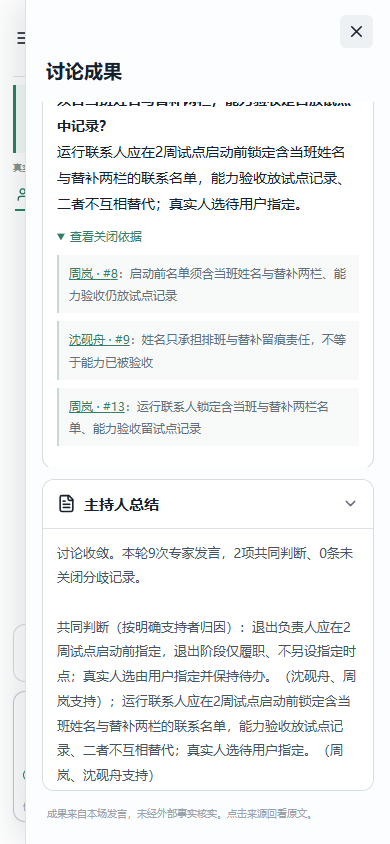 讨论成果
中记录？
运行联系人应在2周试点启动前锁定含当班姓名
与替补两栏的联系名单，能力验收放试点记录、
二者不互相替代；真实人选待用户指定。
查看关闭依据
周岚 · #8：启动前名单须含当班姓名与替补两栏、能
力验收仍放试点记录
沈砚舟 · #9：姓名只承担排班与替补留痕责任，不等
于能力已被验收
周岚 · #13：运行联系人锁定含当班与替补两栏名
单、能力验收留试点记录
主持人总结
讨论收敛。本轮9次专家发言，2项共同判断、0条未
关闭分歧记录。
共同判断（按明确支持者归因）：退出负责人应在2
周试点启动前指定，退出阶段仅履职、不另设指定时
点；真实人选由用户指定并保持待办。（沈砚舟、周
岚支持）；运行联系人应在2周试点启动前锁定含当
班姓名与替补两栏的联系名单，能力验收放试点记
录、二者不互相替代；真实人选待用户指定。（周
岚、沈砚舟支持）
成果来自本场发言，未经外部事实核实。点击来源回看原文。